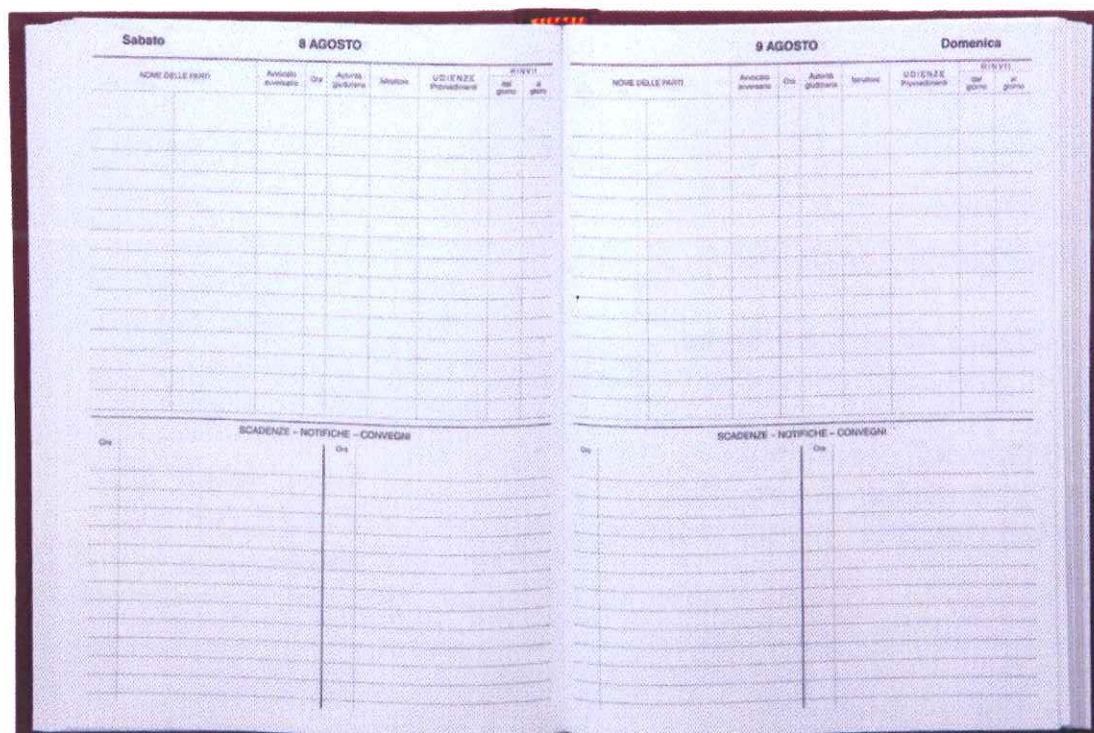 Sabato 8 AGOSTO
NOME DELLE PARTI Avvocato avversario Ora Autorità giudiziaria Istruttore UDIENZE Provvedimenti RINVII dal giorno al giorno
SCADENZE – NOTIFICHE – CONVEGNI
Ora Ora
9 AGOSTO Domenica
NOME DELLE PARTI Avvocato avversario Ora Autorità giudiziaria Istruttore UDIENZE Provvedimenti RINVII dal giorno al giorno
SCADENZE – NOTIFICHE – CONVEGNI
Ora Ora